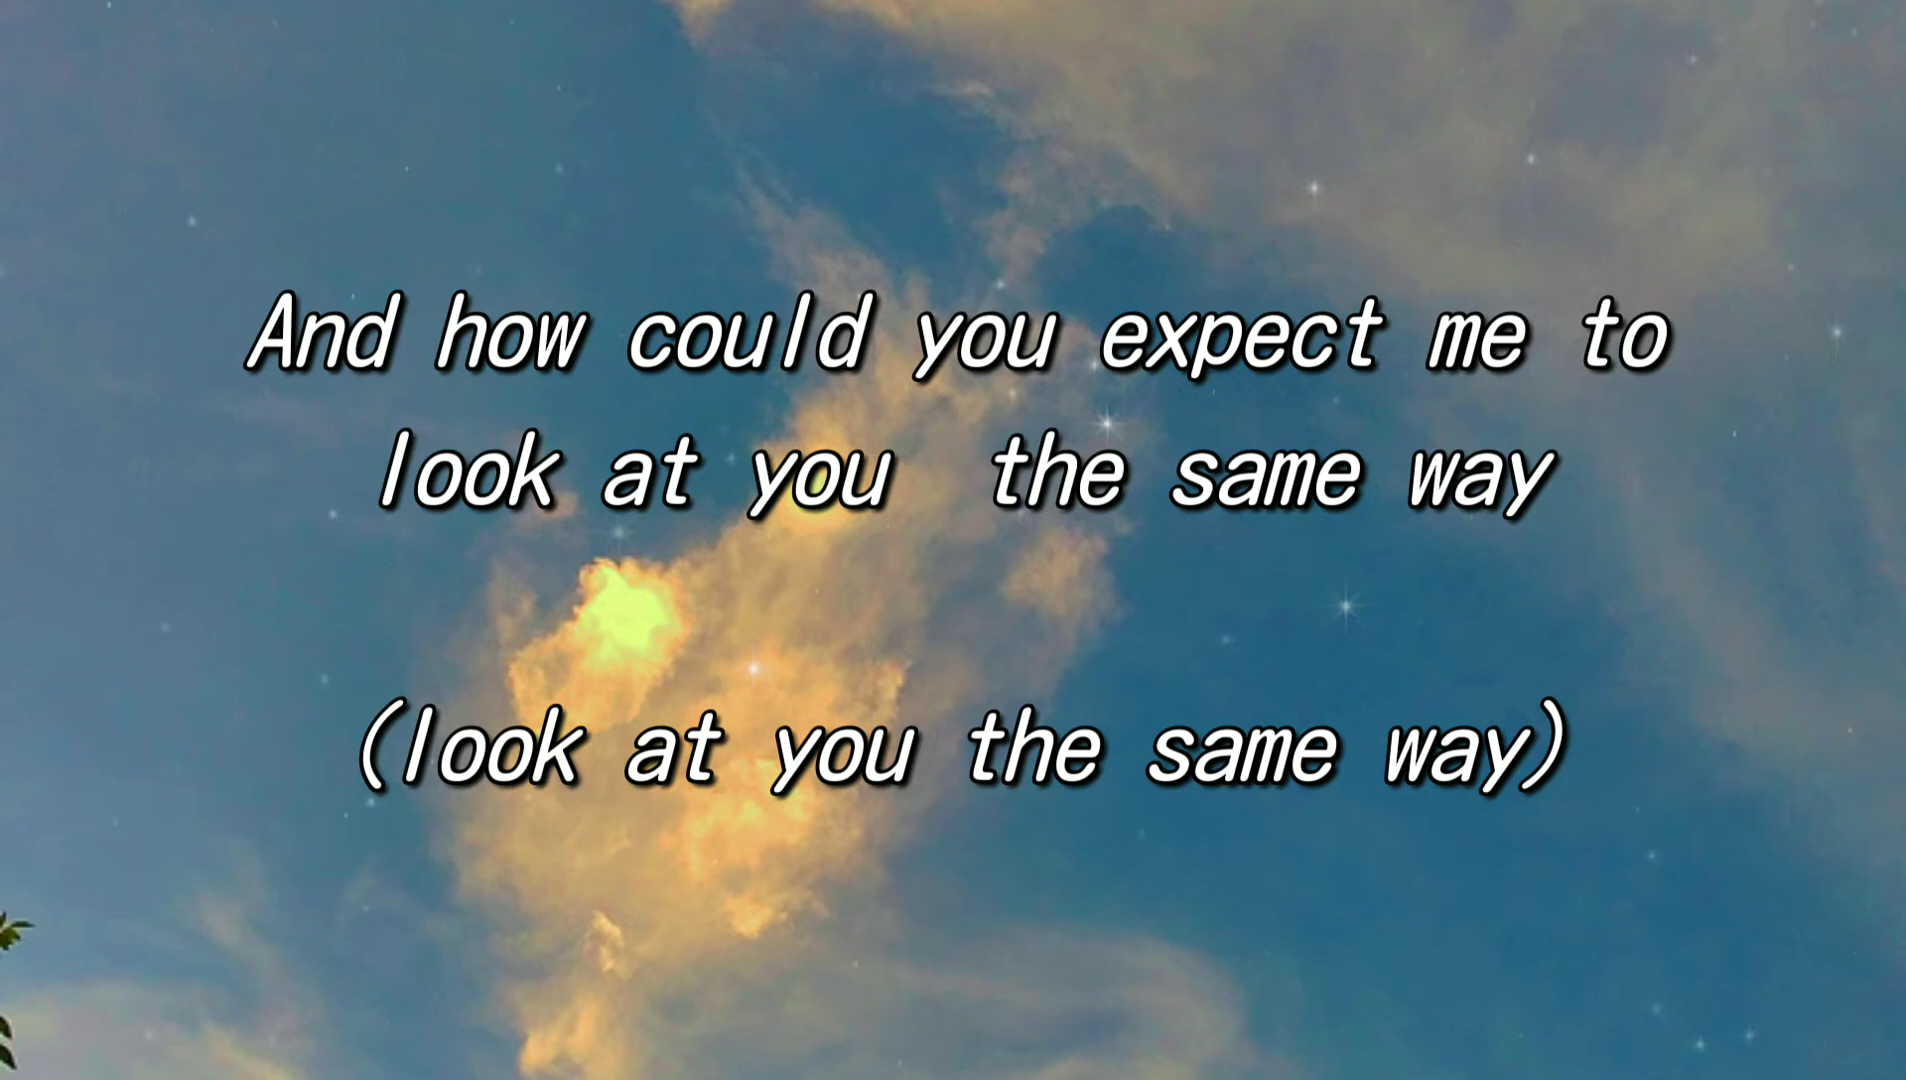 And how could you expect me to
look at you  the same way
(look at you the same way)